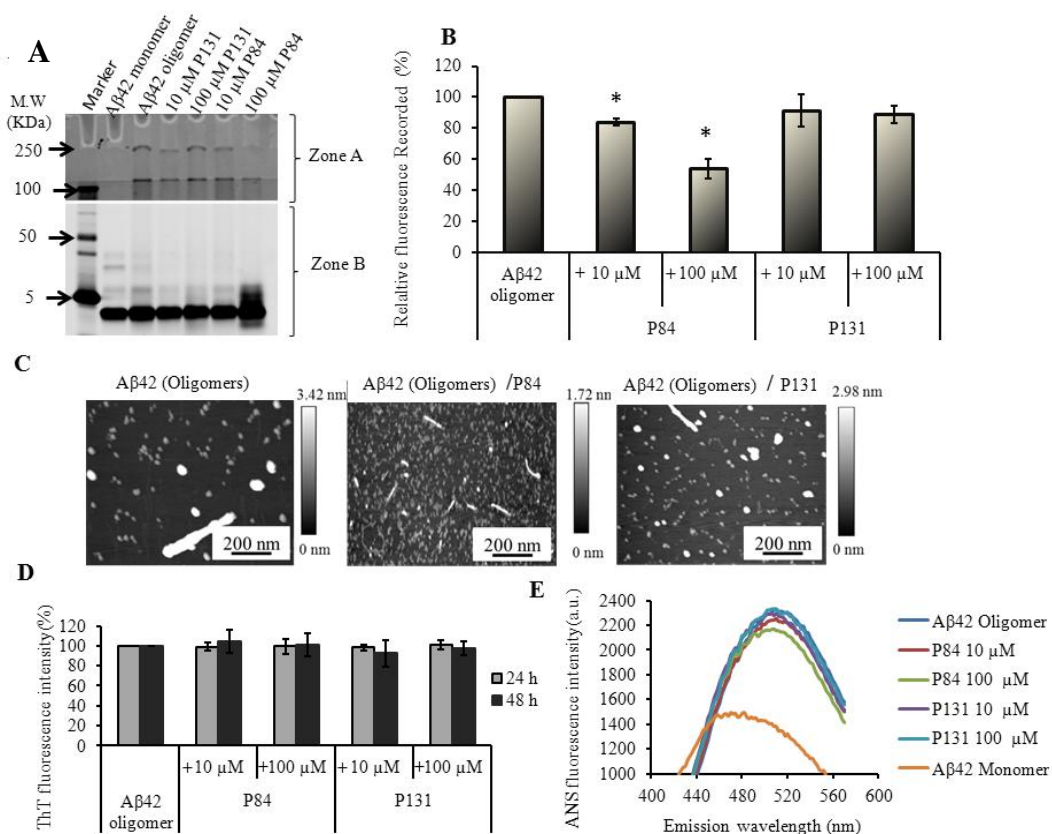 A
M.W
(KDa)
Marker
Aβ42 monomer
Aβ42 oligomer
10 µM P131
100 µM P131
10 µM P84
100 µM P84
250
100
50
5
Zone A
Zone B
B
Relaltive fluorescence Recorded (%)
120
100
80
60
40
20
0
*
*
Aβ42
oligomer
+ 10 µM
+100 µM
+ 10 µM
+ 100 µM
P84
P131
C
Aβ42 (Oligomers)
3.42 nm
200 nm
0 nm
Aβ42 (Oligomers) /P84
1.72 nm
200 nm
0 nm
Aβ42 (Oligomers) / P131
2.98 nm
200 nm
0 nm
D
ThT fluorescence intensity (%)
120
100
80
60
40
20
0
24 h
48 h
Aβ42
oligomer
+10 µM
+100 µM
+10 µM
+100 µM
P84
P131
E
ANS fluorescence intensity (a.u.)
2400
2200
2000
1800
1600
1400
1200
1000
400 440 480 520 560 600
Emission wavelength (nm)
Aβ42 Oligomer
P84 10 µM
P84 100 µM
P131 10 µM
P131 100 µM
Aβ42 Monomer